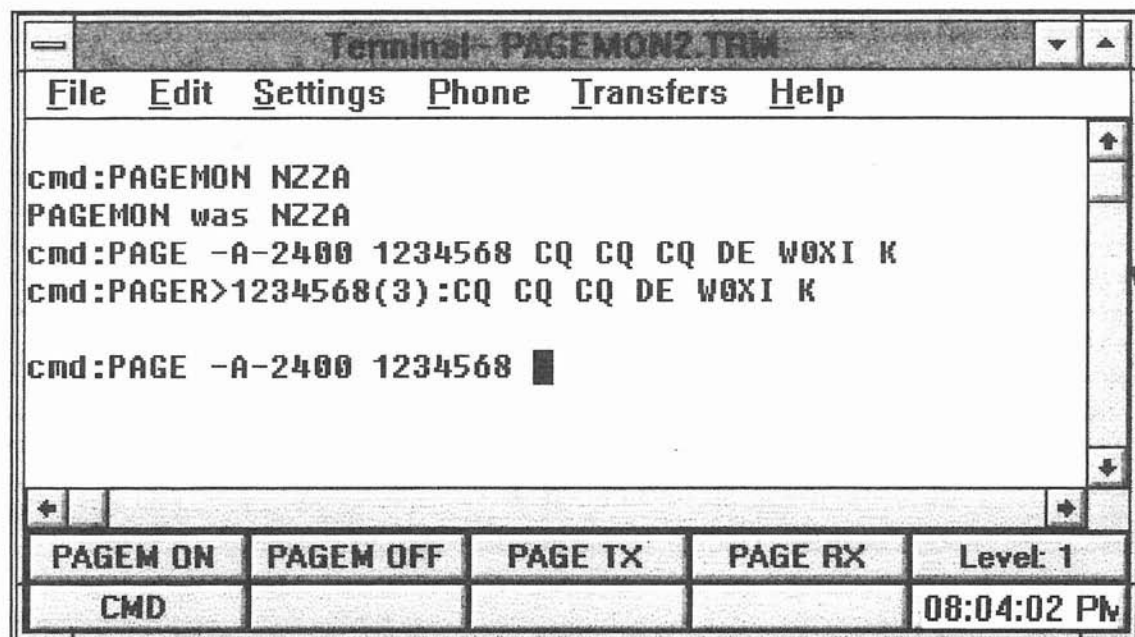 Terminal - PAGEMON2.TRM
File Edit Settings Phone Transfers Help
cmd:PAGEMON NZZA
PAGEMON was NZZA
cmd:PAGE -A-2400 1234568 CQ CQ CQ DE W0XI K
cmd:PAGER>1234568(3):CQ CQ CQ DE W0XI K
cmd:PAGE -A-2400 1234568
PAGEM ON PAGEM OFF PAGE TX PAGE RX Level: 1
CMD 08:04:02 PM